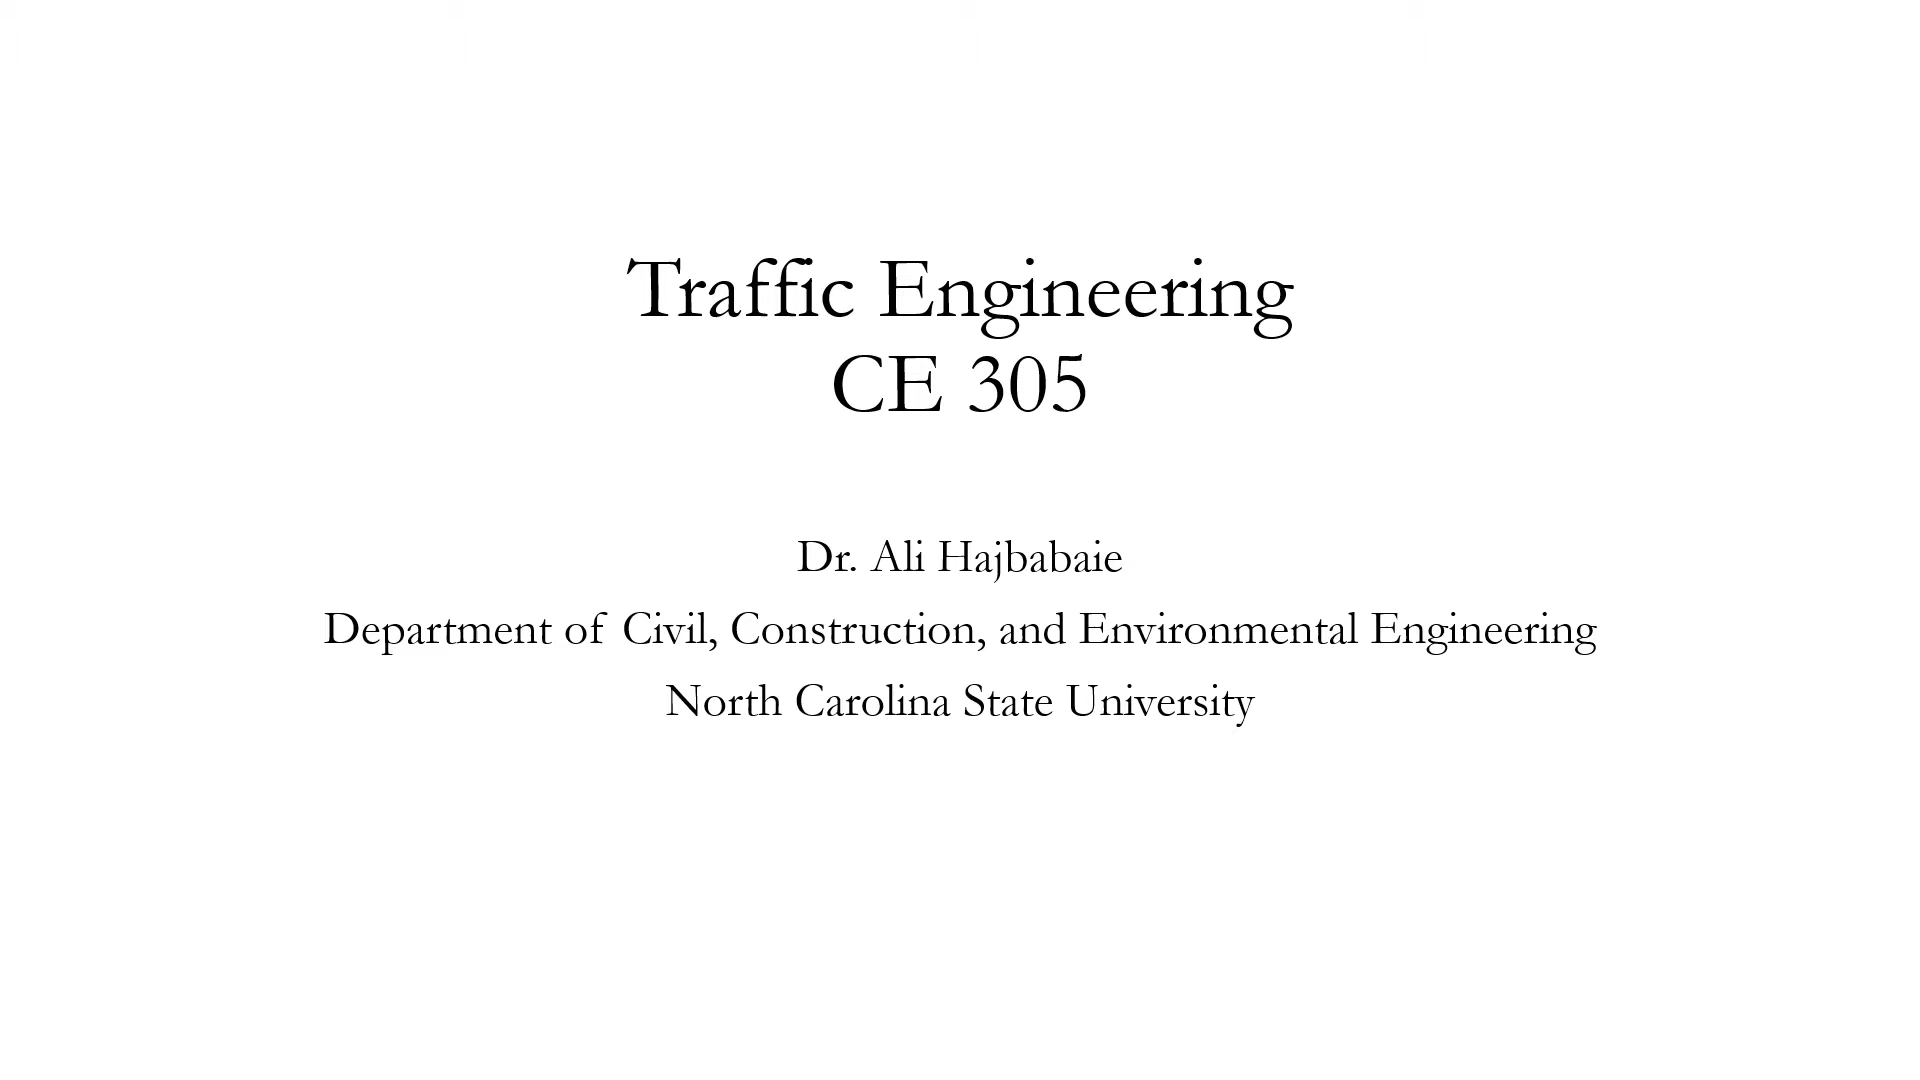 Traffic Engineering
CE 305
Dr. Ali Hajbabaie
Department of Civil, Construction, and Environmental Engineering
North Carolina State University